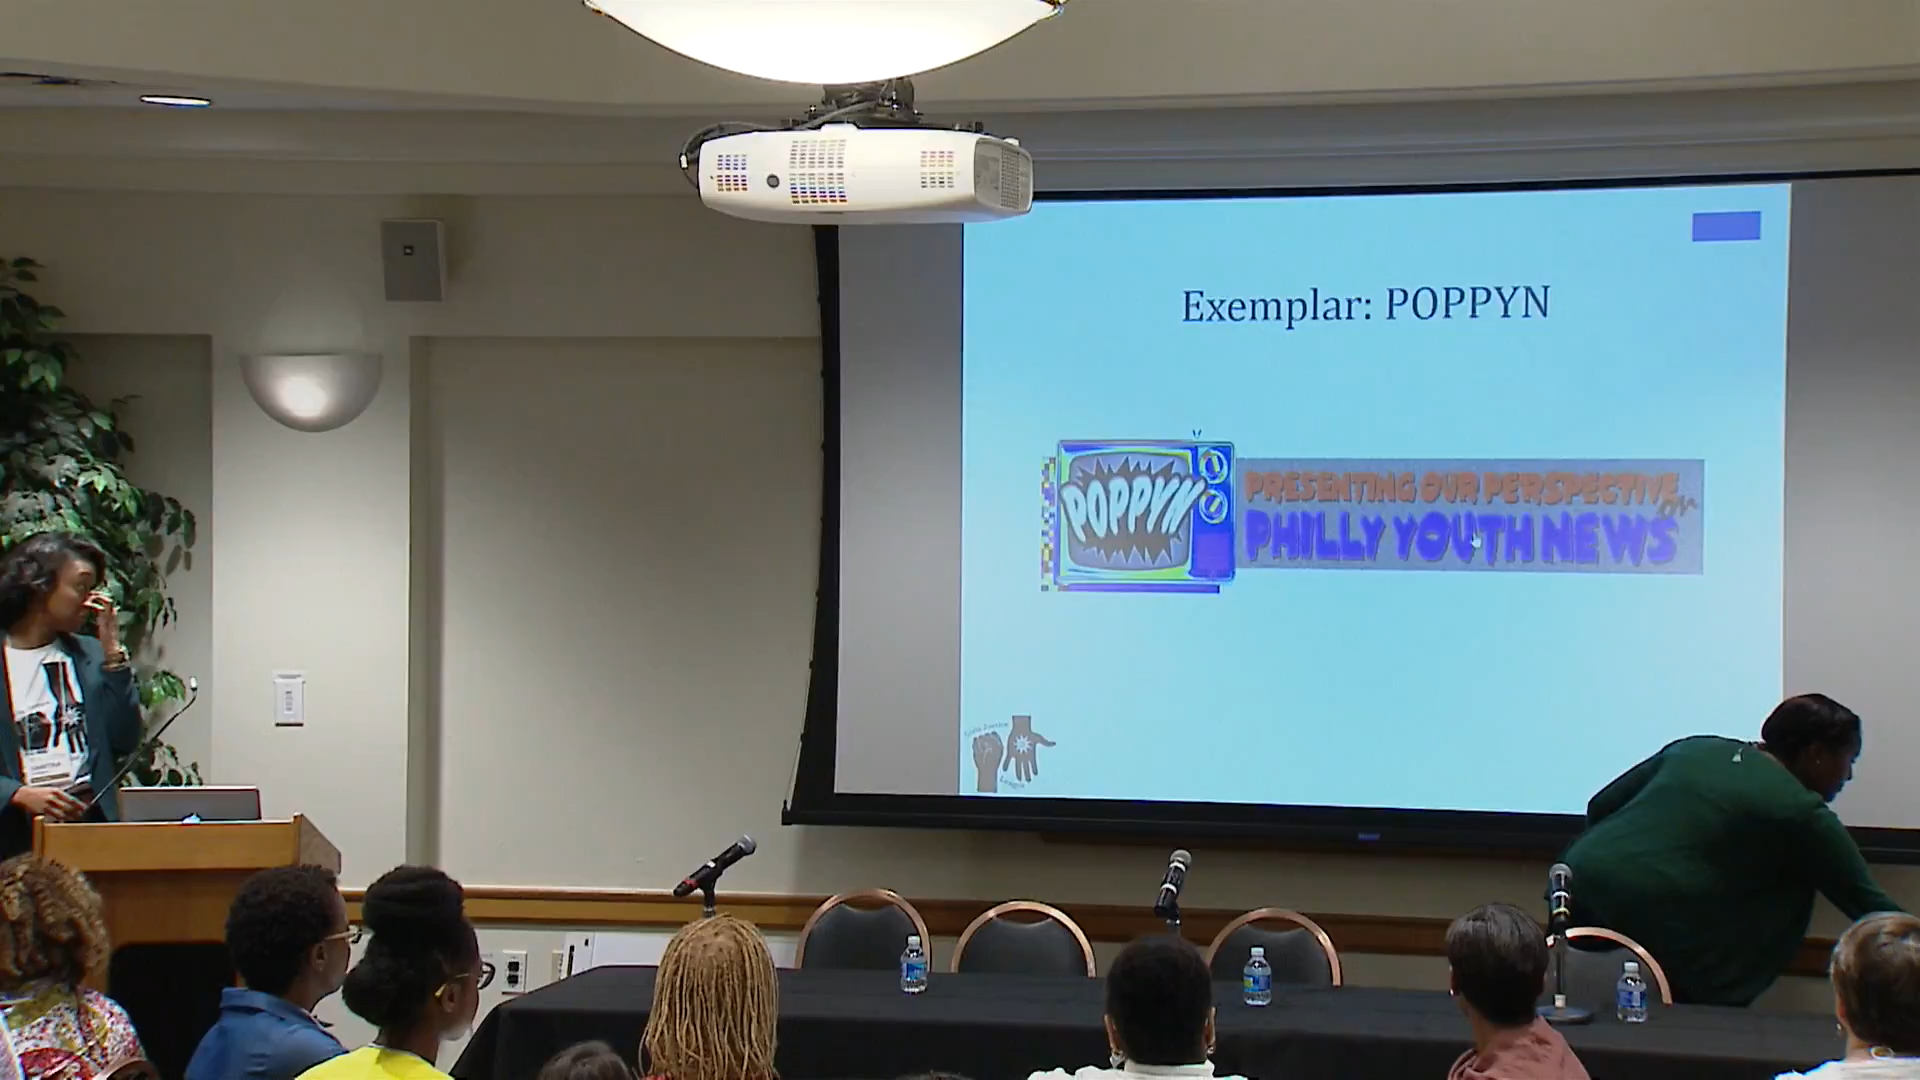 Exemplar: POPPYN
POPPYN
PRESENTING OUR PERSPECTIVE
on
PHILLY YOUTH NEWS